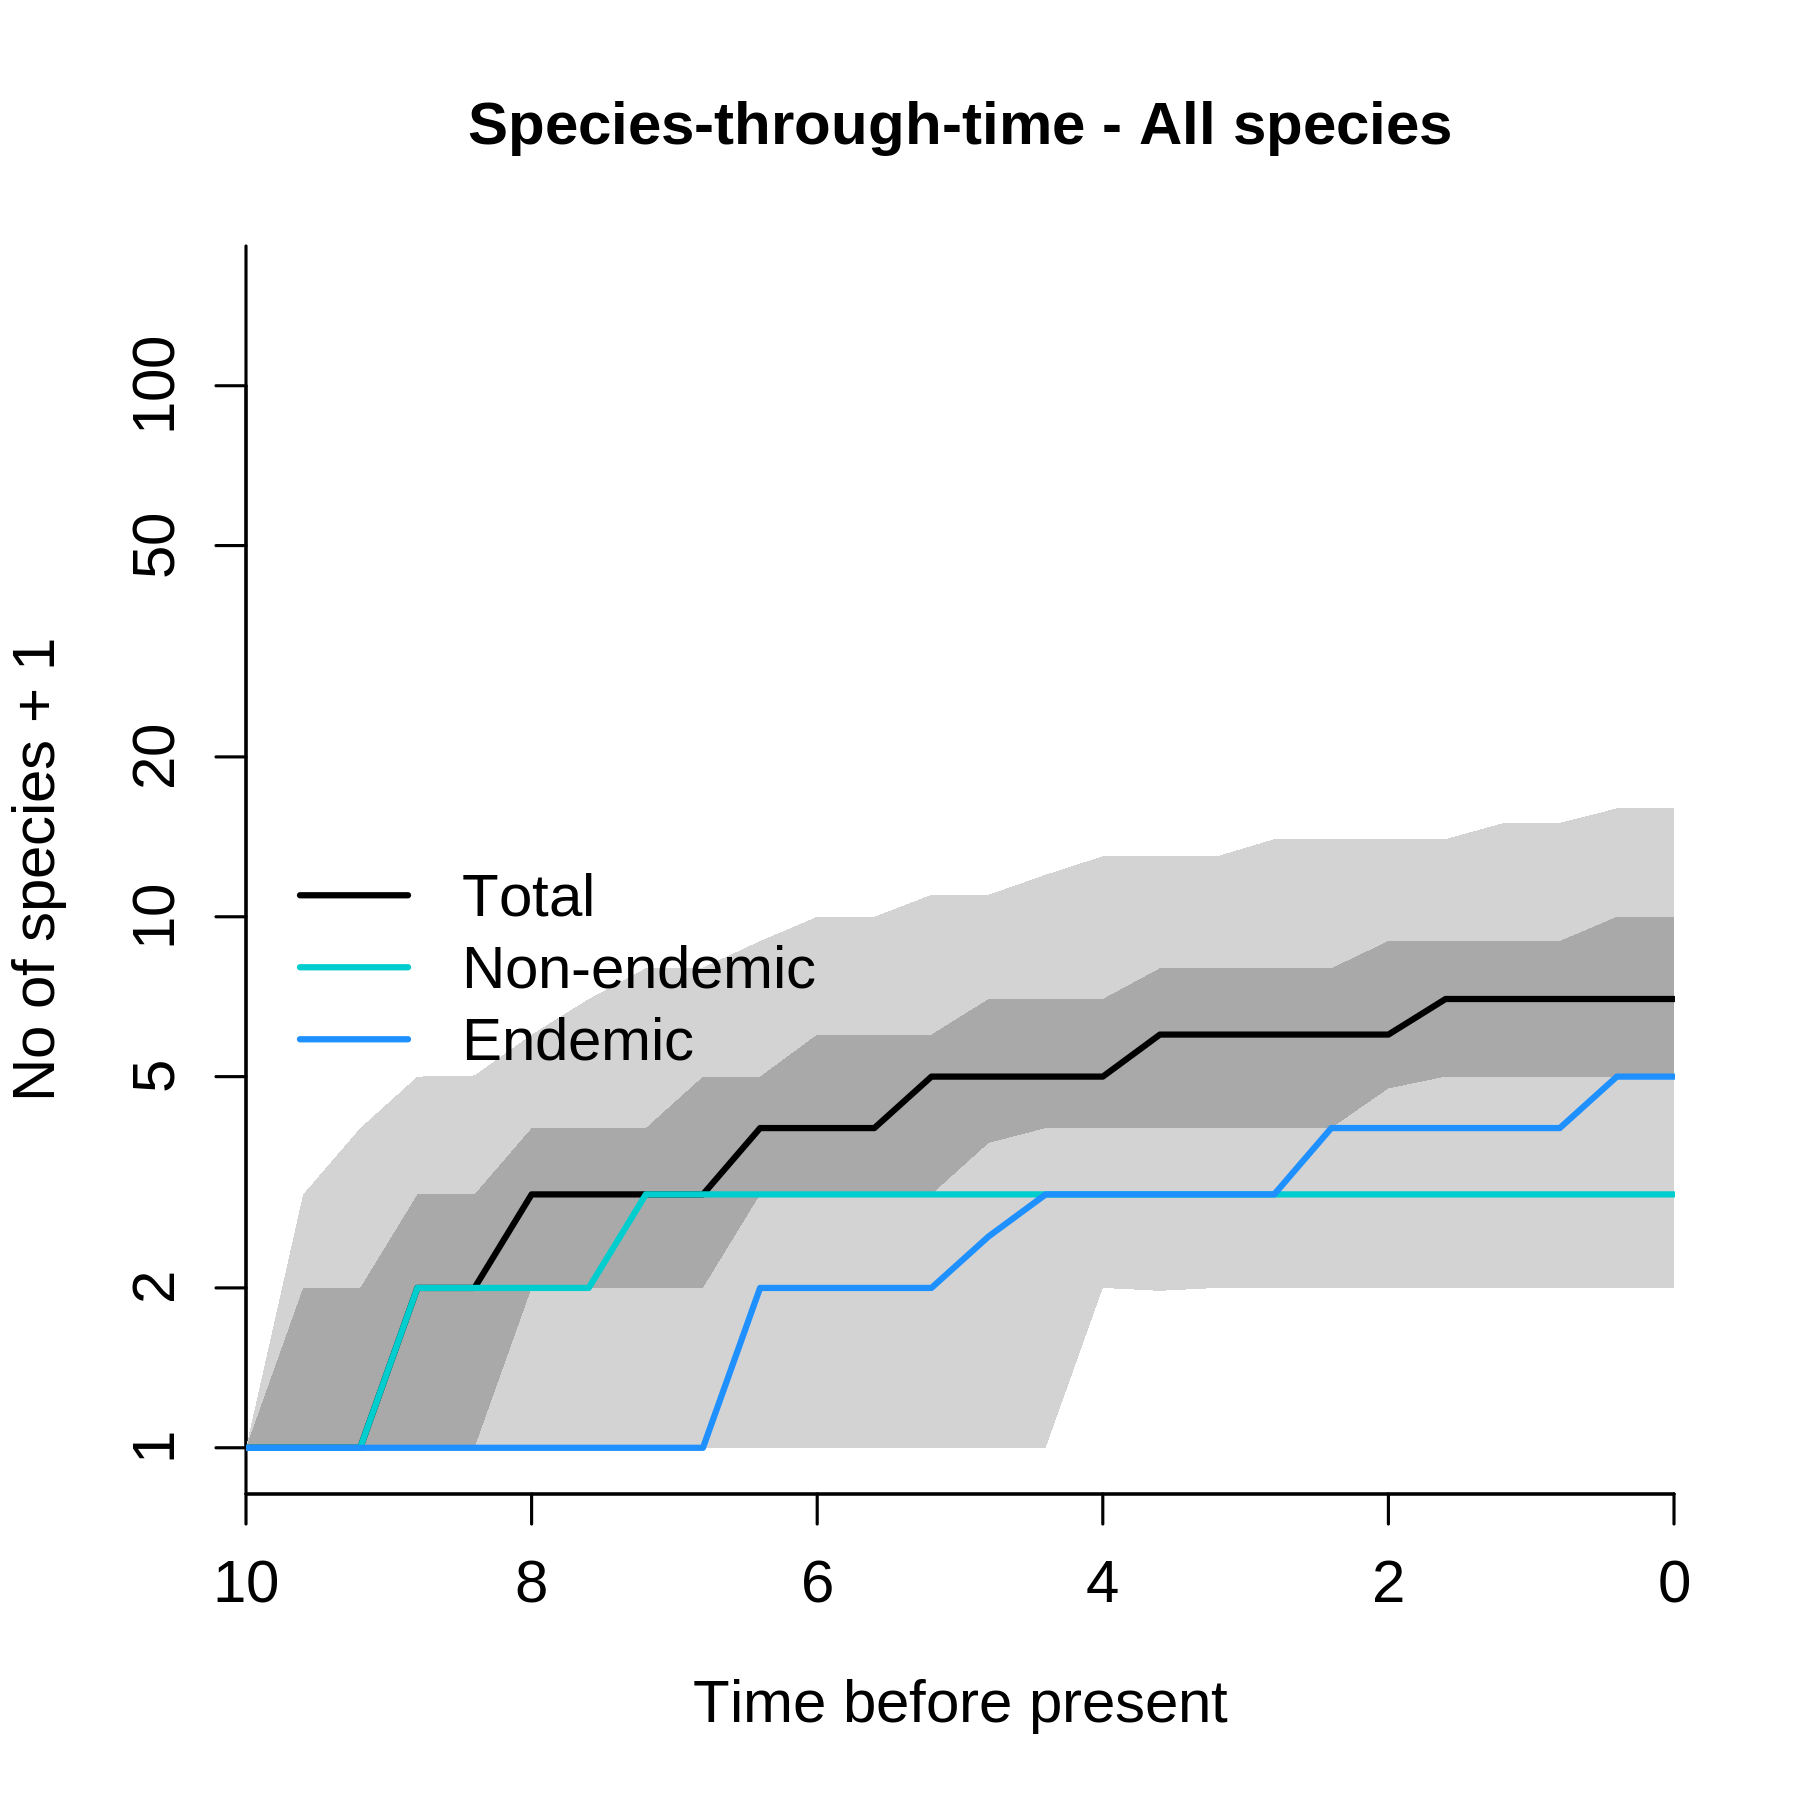 Species-through-time - All species
No of species + 1
100
50
20
10
5
2
1
Total
Non-endemic
Endemic
10 8 6 4 2 0
Time before present